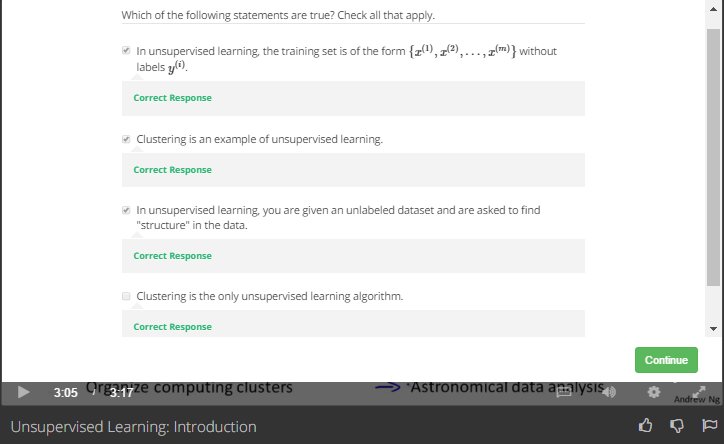 Which of the following statements are true? Check all that apply.
In unsupervised learning, the training set is of the form {x⁽¹⁾, x⁽²⁾, . . . , x⁽ᵐ⁾} without
labels y⁽ⁱ⁾.
Correct Response
Clustering is an example of unsupervised learning.
Correct Response
In unsupervised learning, you are given an unlabeled dataset and are asked to find
"structure" in the data.
Correct Response
Clustering is the only unsupervised learning algorithm.
Correct Response
Continue
Organize computing clusters
Astronomical data analysis
3:05 / 3:17
Andrew Ng
Unsupervised Learning: Introduction